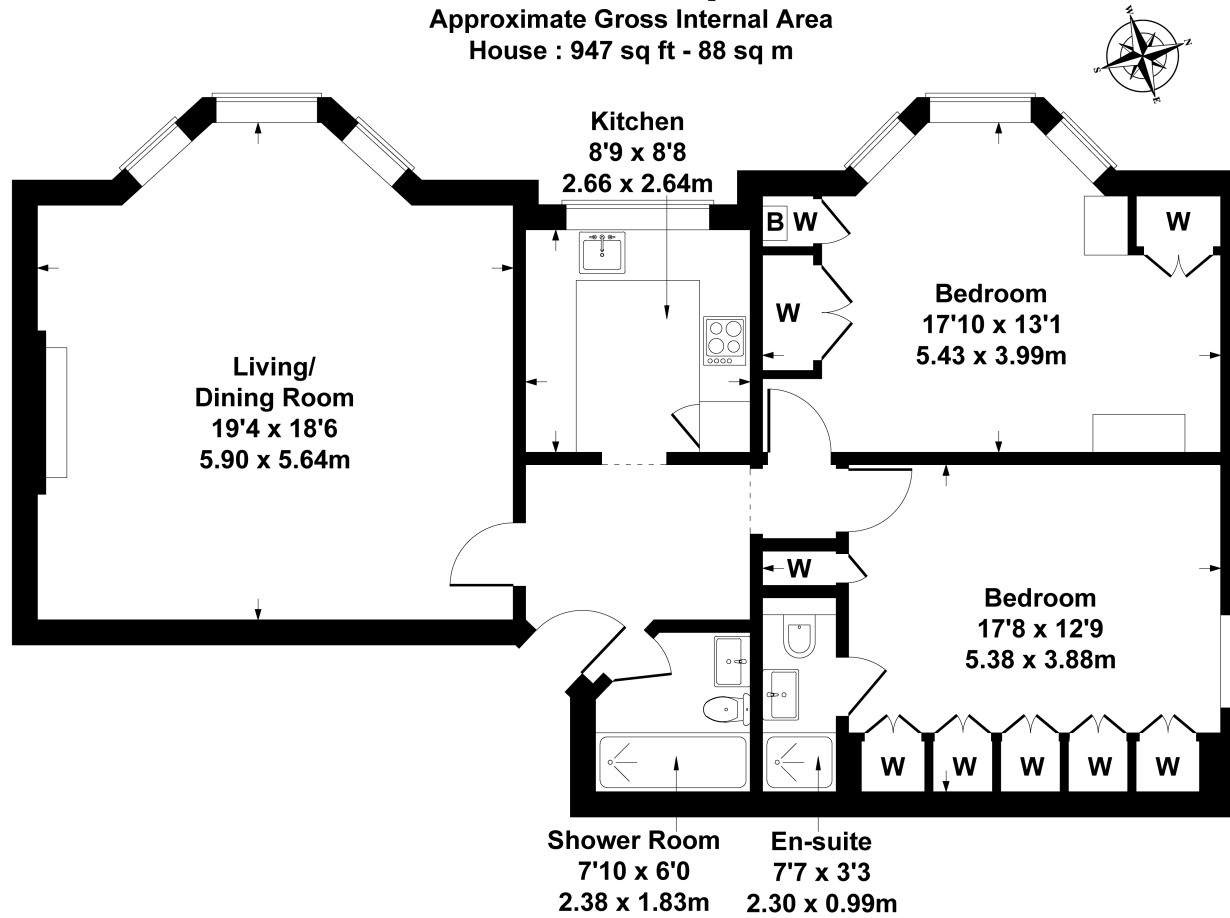 Approximate Gross Internal Area
House : 947 sq ft - 88 sq m
W
N
S
E
Kitchen
8'9 x 8'8
2.66 x 2.64m
B W
W
W
Bedroom
17'10 x 13'1
5.43 x 3.99m
Living/
Dining Room
19'4 x 18'6
5.90 x 5.64m
W
Bedroom
17'8 x 12'9
5.38 x 3.88m
W
W
W
W
W
Shower Room
7'10 x 6'0
2.38 x 1.83m
En-suite
7'7 x 3'3
2.30 x 0.99m